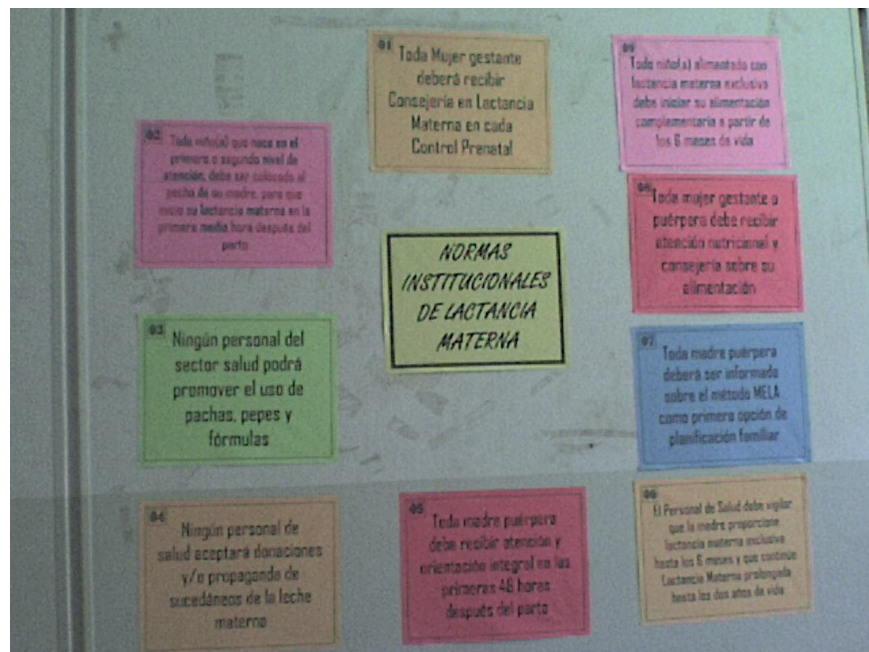 NORMAS
INSTITUCIONALES
DE LACTANCIA
MATERNA
01
Toda Mujer gestante
deberá recibir
Consejería en Lactancia
Materna en cada
Control Prenatal
02
Todo niño(a) que nace en el
primero o segundo nivel de
atención, debe ser colocado al
pecho de su madre, para que
inicie su lactancia materna en la
primera media hora después del
parto
03
Ningún personal del
sector salud podrá
promover el uso de
pachas, pepes y
fórmulas
04
Ningún personal de
salud aceptará donaciones
y/o propaganda de
sucedáneos de la leche
materna
05
Toda madre puérpera
debe recibir atención y
orientación integral en las
primeras 48 horas
después del parto
El Personal de Salud debe vigilar
que la madre proporcione
lactancia materna exclusiva
hasta los 6 meses y que continúe
Lactancia Materna prolongada
hasta los dos años de vida
07
Toda madre puérpera
deberá ser informada
sobre el método MELA
como primera opción de
planificación familiar
Toda mujer gestante o
puérpera debe recibir
atención nutricional y
consejería sobre su
alimentación
09
Todo niño(a) alimentado con
lactancia materna exclusiva
debe iniciar su alimentación
complementaria a partir de
los 6 meses de vida